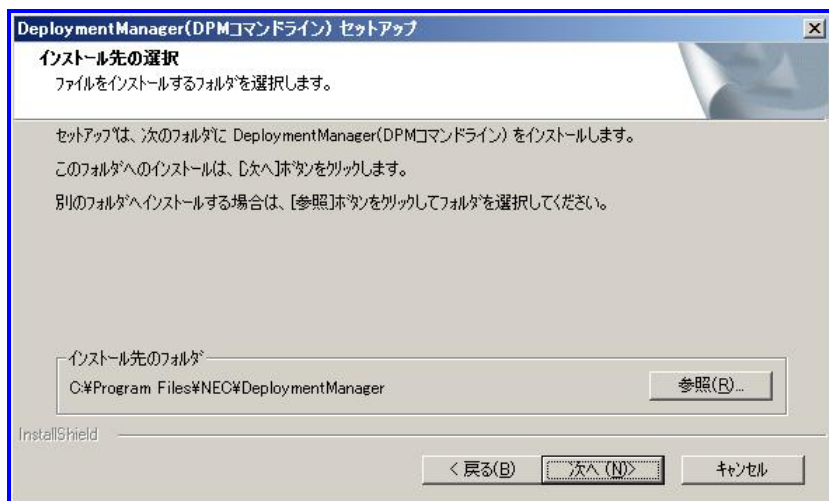 DeploymentManager(DPMコマンドライン) セットアップ
インストール先の選択
ファイルをインストールするフォルダを選択します。
セットアップは、次のフォルダに DeploymentManager(DPMコマンドライン) をインストールします。
このフォルダへのインストールは、[次へ]ボタンをクリックします。
別のフォルダへインストールする場合は、[参照]ボタンをクリックしてフォルダを選択してください。
インストール先のフォルダ
C:¥Program Files¥NEC¥DeploymentManager
参照(R)...
InstallShield
< 戻る(B)
次へ (N)>
キャンセル